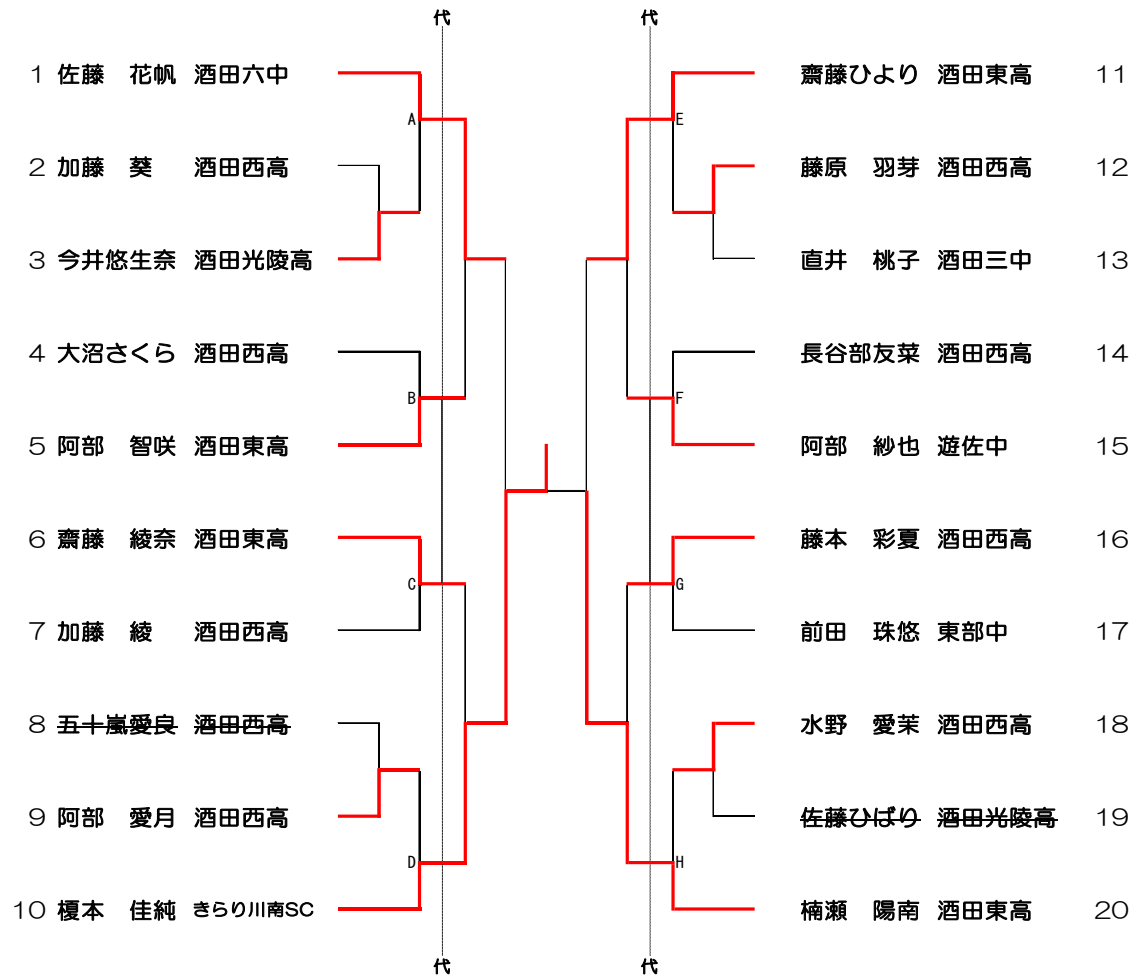 代 代
1 佐藤 花帆 酒田六中
2 加藤 葵 酒田西高
3 今井悠生奈 酒田光陵高
4 大沼さくら 酒田西高
5 阿部 智咲 酒田東高
6 齋藤 綾奈 酒田東高
7 加藤 綾 酒田西高
8 五十嵐愛良 酒田西高
9 阿部 愛月 酒田西高
10 榎本 佳純 きらり川南SC
A
B
C
D
E
F
G
H
齋藤ひより 酒田東高 11
藤原 羽芽 酒田西高 12
直井 桃子 酒田三中 13
長谷部友菜 酒田西高 14
阿部 紗也 遊佐中 15
藤本 彩夏 酒田西高 16
前田 珠悠 東部中 17
水野 愛茉 酒田西高 18
佐藤ひばり 酒田光陵高 19
楠瀬 陽南 酒田東高 20
代 代